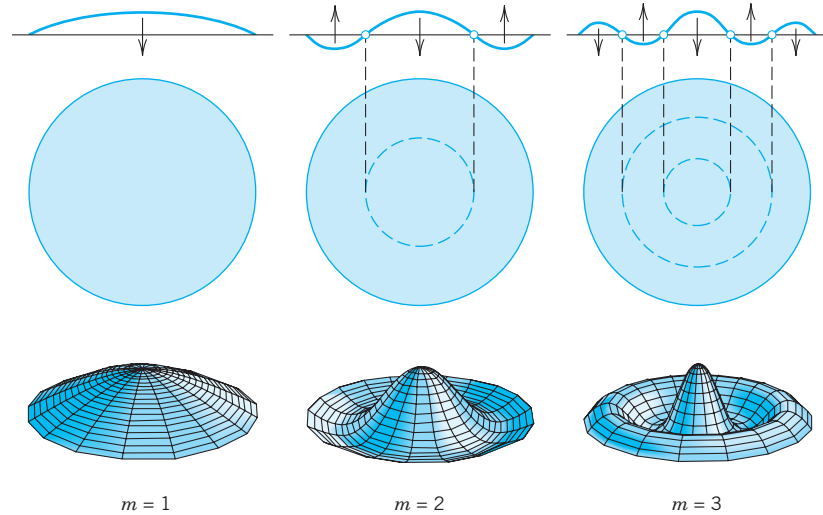 m = 1 m = 2 m = 3